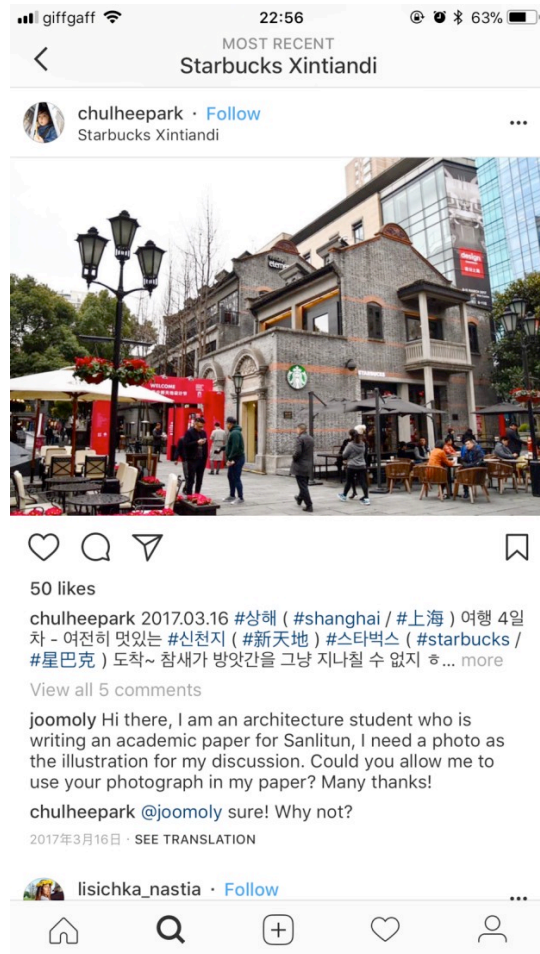 giffgaff 22:56 63%
MOST RECENT
Starbucks Xintiandi
chulheepark · Follow
Starbucks Xintiandi
design
WELCOME
50 likes
chulheepark 2017.03.16 #상해 ( #shanghai / #上海 ) 여행 4일
차 - 여전히 멋있는 #신천지 ( #新天地 ) #스타벅스 ( #starbucks /
#星巴克 ) 도착~ 참새가 방앗간을 그냥 지나칠 수 없지 ㅎ... more
View all 5 comments
joomoly Hi there, I am an architecture student who is
writing an academic paper for Sanlitun, I need a photo as
the illustration for my discussion. Could you allow me to
use your photograph in my paper? Many thanks!
chulheepark @joomoly sure! Why not?
2017年3月16日 · SEE TRANSLATION
lisichka_nastia · Follow